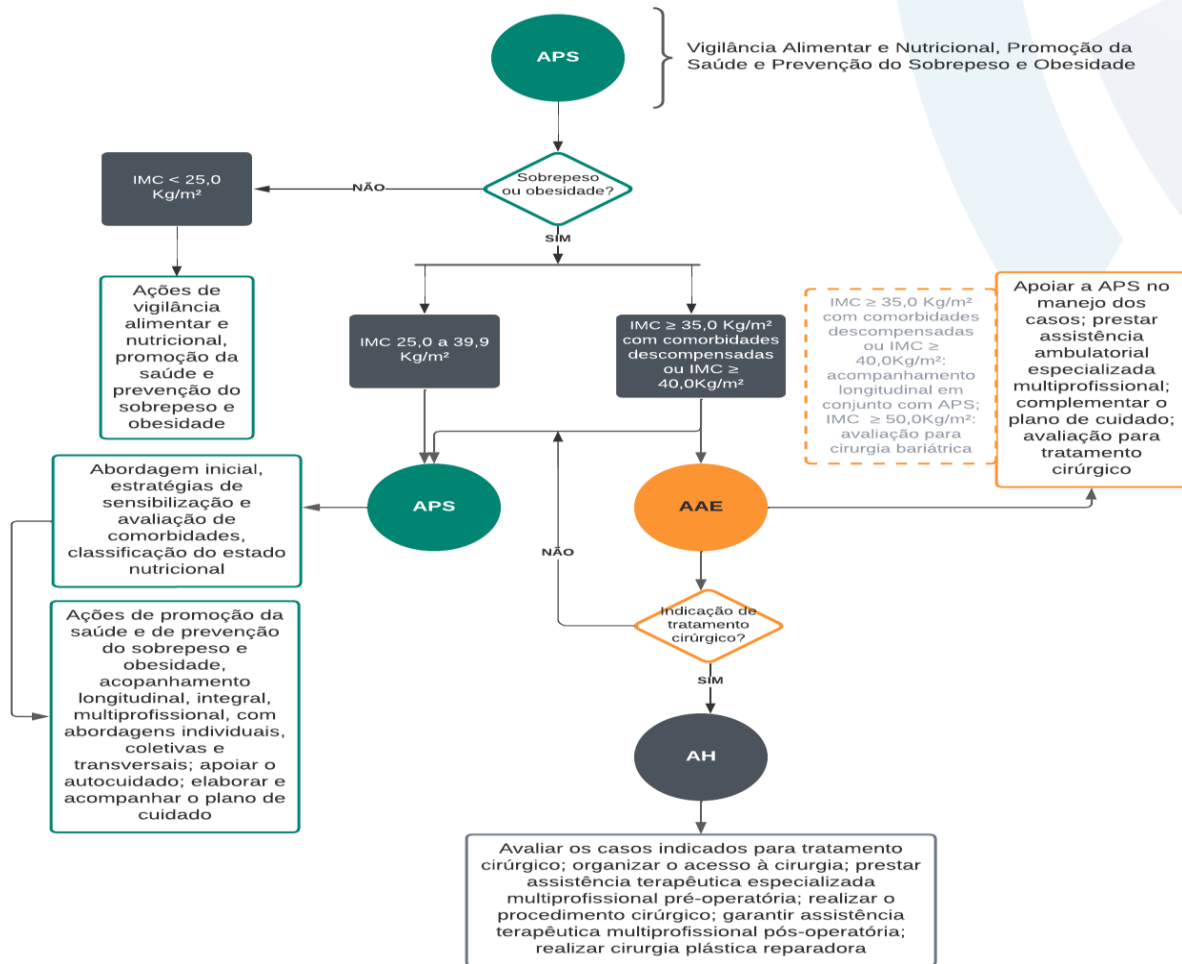 APS
Vigilância Alimentar e Nutricional, Promoção da
Saúde e Prevenção do Sobrepeso e Obesidade
Sobrepeso
ou obesidade?
NÃO
IMC < 25,0
Kg/m²
SIM
Ações de
vigilância
alimentar e
nutricional,
promoção da
saúde e
prevenção do
sobrepeso e
obesidade
IMC 25,0 a 39,9
Kg/m²
IMC ≥ 35,0 Kg/m²
com comorbidades
descompensadas
ou IMC ≥
40,0Kg/m²
IMC ≥ 35,0 Kg/m²
com comorbidades
descompensadas
ou IMC ≥
40,0Kg/m²:
acompanhamento
longitudinal em
conjunto com APS;
IMC ≥ 50,0Kg/m²:
avaliação para
cirurgia bariátrica
Apoiar a APS no
manejo dos
casos; prestar
assistência
ambulatorial
especializada
multiprofissional;
complementar o
plano de cuidado;
avaliação para
tratamento
cirúrgico
Abordagem inicial,
estratégias de
sensibilização e
avaliação de
comorbidades,
classificação do estado
nutricional
APS
AAE
NÃO
Indicação de
tratamento
cirúrgico?
SIM
Ações de promoção da
saúde e de prevenção
do sobrepeso e
obesidade,
acopanhamento
longitudinal, integral,
multiprofissional, com
abordagens individuais,
coletivas e
transversais; apoiar o
autocuidado; elaborar e
acompanhar o plano de
cuidado
AH
Avaliar os casos indicados para tratamento
cirúrgico; organizar o acesso à cirurgia; prestar
assistência terapêutica especializada
multiprofissional pré-operatória; realizar o
procedimento cirúrgico; garantir assistência
terapêutica multiprofissional pós-operatória;
realizar cirurgia plástica reparadora